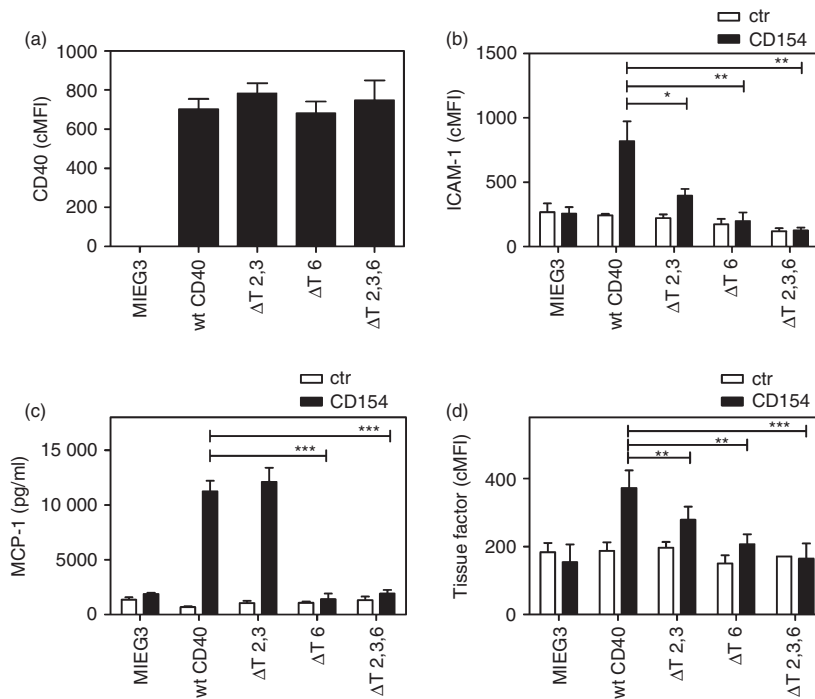 (a)
1000
800
600
400
200
0
CD40 (cMFI)
MIEG3
wt CD40
ΔT 2,3
ΔT 6
ΔT 2,3,6
(b)
ctr
CD154
1500
1000
500
0
ICAM-1 (cMFI)
**
**
*
MIEG3
wt CD40
ΔT 2,3
ΔT 6
ΔT 2,3,6
(c)
ctr
CD154
15 000
10 000
5000
0
MCP-1 (pg/ml)
***
***
MIEG3
wt CD40
ΔT 2,3
ΔT 6
ΔT 2,3,6
(d)
ctr
CD154
400
200
0
Tissue factor (cMFI)
***
**
**
MIEG3
wt CD40
ΔT 2,3
ΔT 6
ΔT 2,3,6